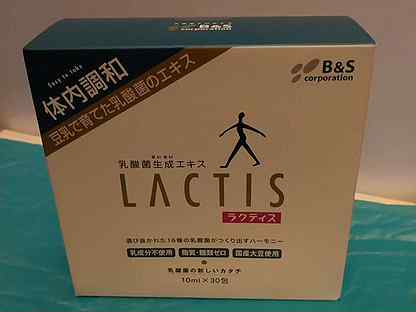 B&S
Easy to take
体内調和
豆乳で育てた乳酸菌のエキス
B&S
corporation
乳酸菌生成エキス
LACTIS
ラクティス
選び抜かれた16種の乳酸菌がつくり出すハーモニー
乳成分不使用 脂質・糖類ゼロ 国産大豆使用
乳酸菌の新しいカタチ
10ml×30包